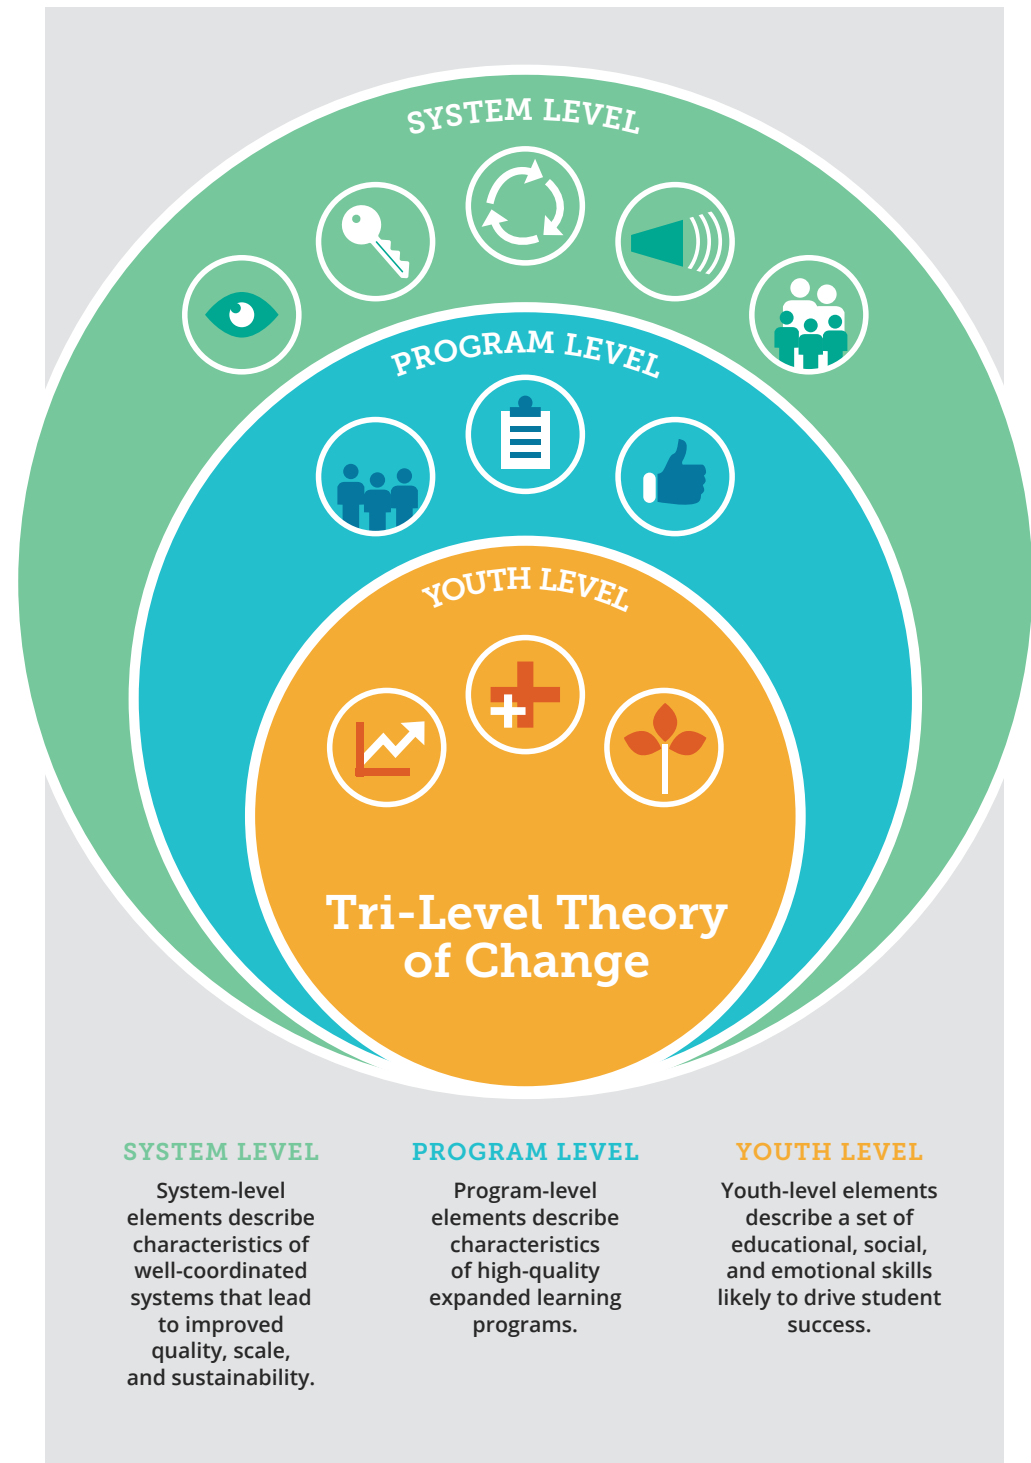 SYSTEM LEVEL
PROGRAM LEVEL
YOUTH LEVEL
Tri-Level Theory
of Change
SYSTEM LEVEL
System-level
elements describe
characteristics of
well-coordinated
systems that lead
to improved
quality, scale,
and sustainability.
PROGRAM LEVEL
Program-level
elements describe
characteristics
of high-quality
expanded learning
programs.
YOUTH LEVEL
Youth-level elements
describe a set of
educational, social,
and emotional skills
likely to drive student
success.